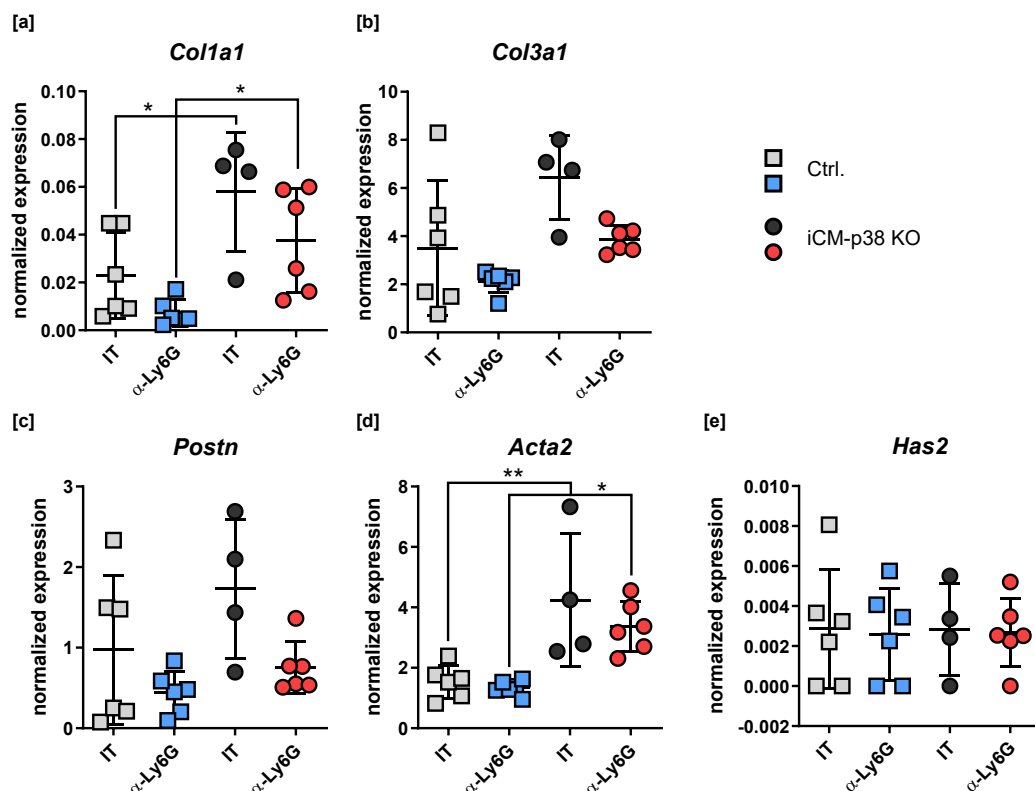 [a]
Col1a1
normalized expression
0.10
0.08
0.06
0.04
0.02
0.00
*
*
IT
α-Ly6G
IT
α-Ly6G
[b]
Col3a1
normalized expression
10
8
6
4
2
0
IT
α-Ly6G
IT
α-Ly6G
Ctrl.
iCM-p38 KO
[c]
Postn
normalized expression
3
2
1
0
IT
α-Ly6G
IT
α-Ly6G
[d]
Acta2
normalized expression
8
6
4
2
0
**
*
IT
α-Ly6G
IT
α-Ly6G
[e]
Has2
normalized expression
0.010
0.008
0.006
0.004
0.002
0.000
-0.002
IT
α-Ly6G
IT
α-Ly6G